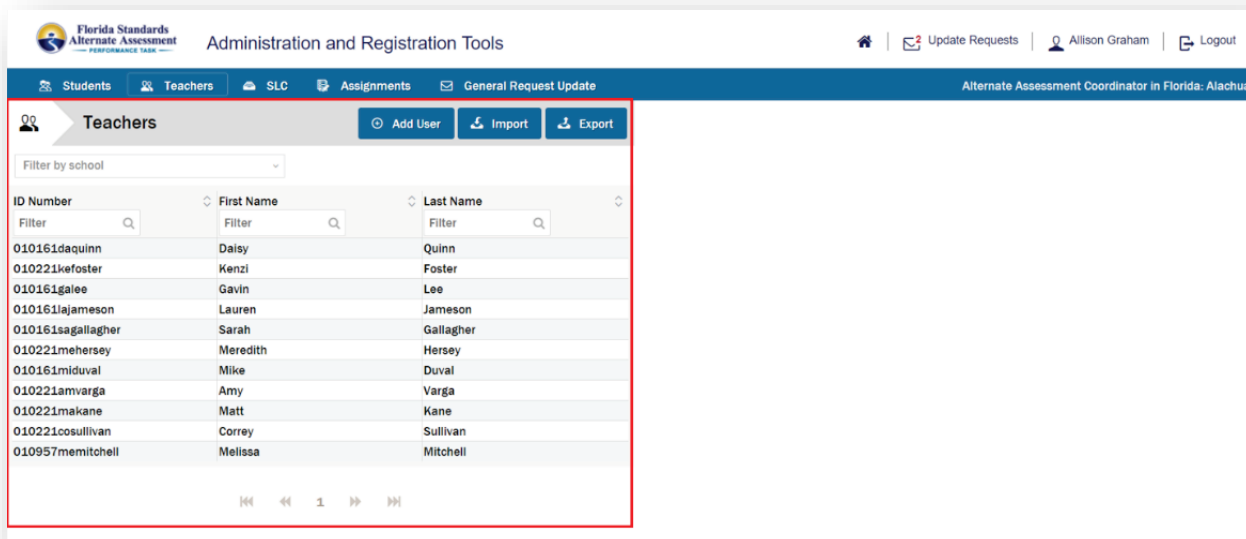 Florida Standards
Alternate Assessment
PERFORMANCE TASK
Administration and Registration Tools
2 Update Requests
Allison Graham
Logout
Students Teachers SLC Assignments General Request Update
Alternate Assessment Coordinator in Florida: Alachua
Teachers
Add User Import Export
Filter by school
ID Number First Name Last Name
Filter Filter Filter
010161daquinn Daisy Quinn
010221kefoster Kenzi Foster
010161galee Gavin Lee
010161lajameson Lauren Jameson
010161sagallagher Sarah Gallagher
010221mehersey Meredith Hersey
010161miduval Mike Duval
010221amvarga Amy Varga
010221makane Matt Kane
010221cosullivan Correy Sullivan
010957memitchell Melissa Mitchell
1